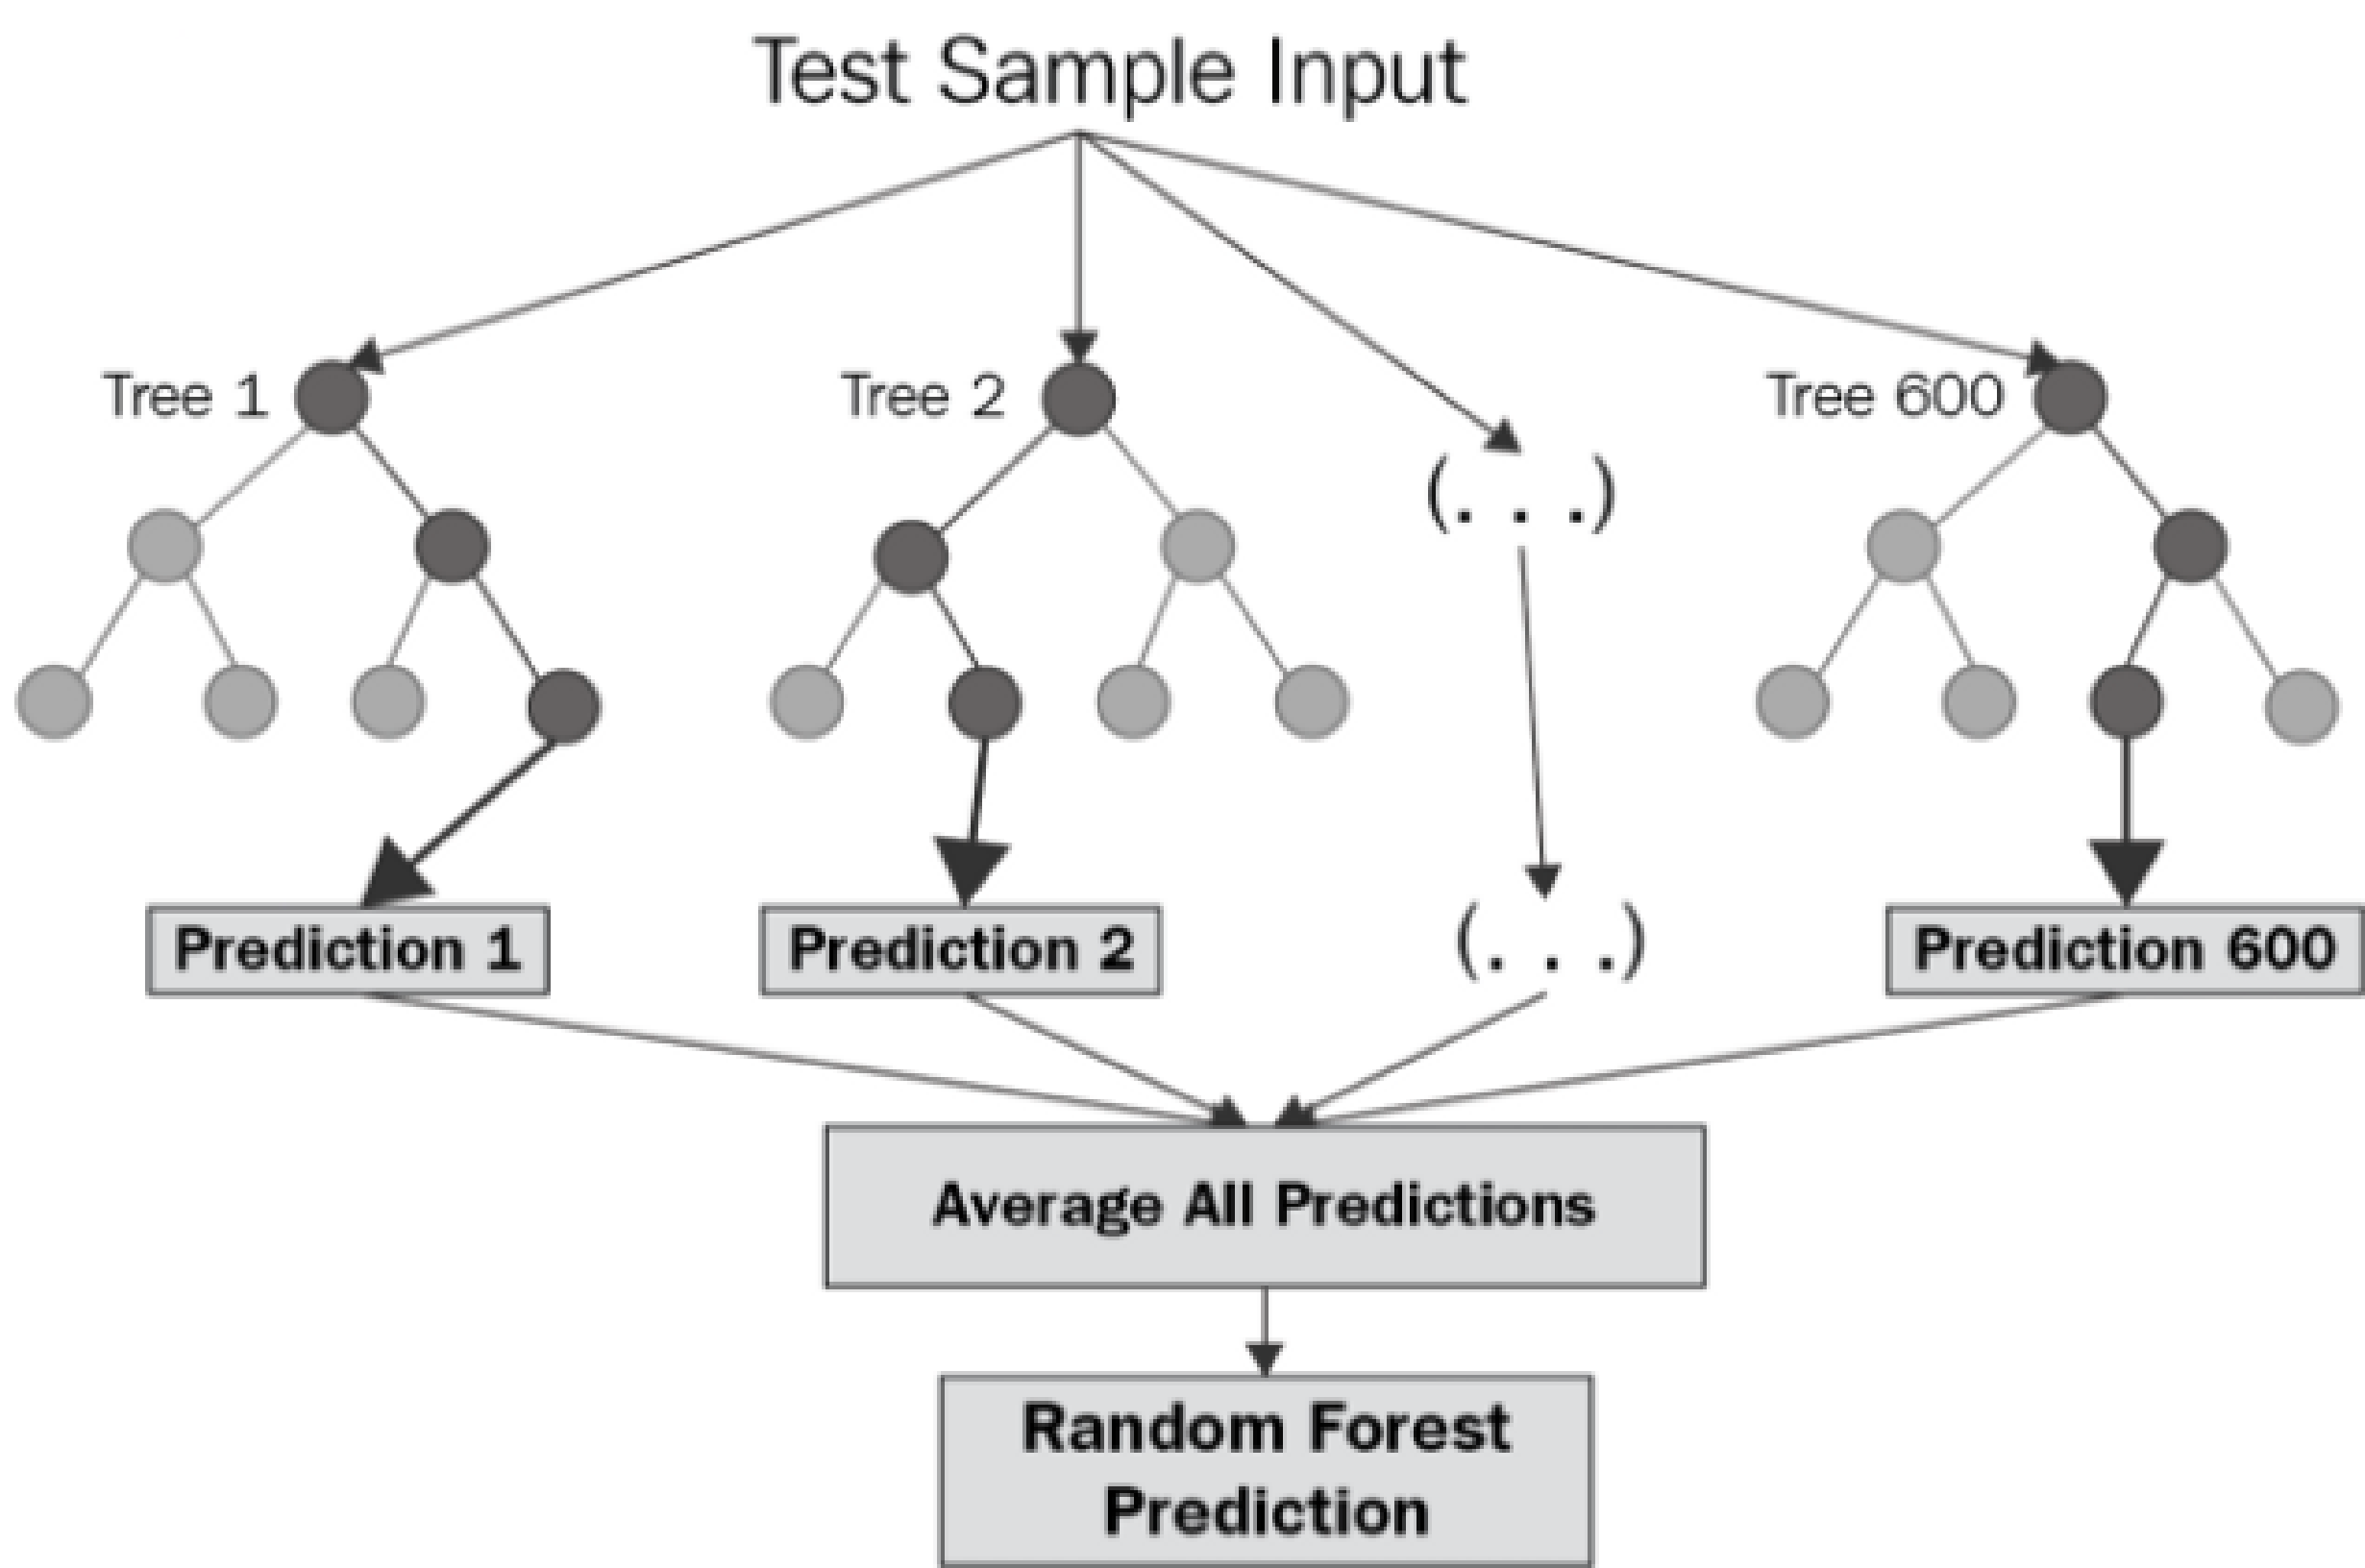 Test Sample Input
Tree 1
Tree 2
Tree 600
(. . .)
Prediction 1
Prediction 2
(. . .)
Prediction 600
Average All Predictions
Random Forest
Prediction